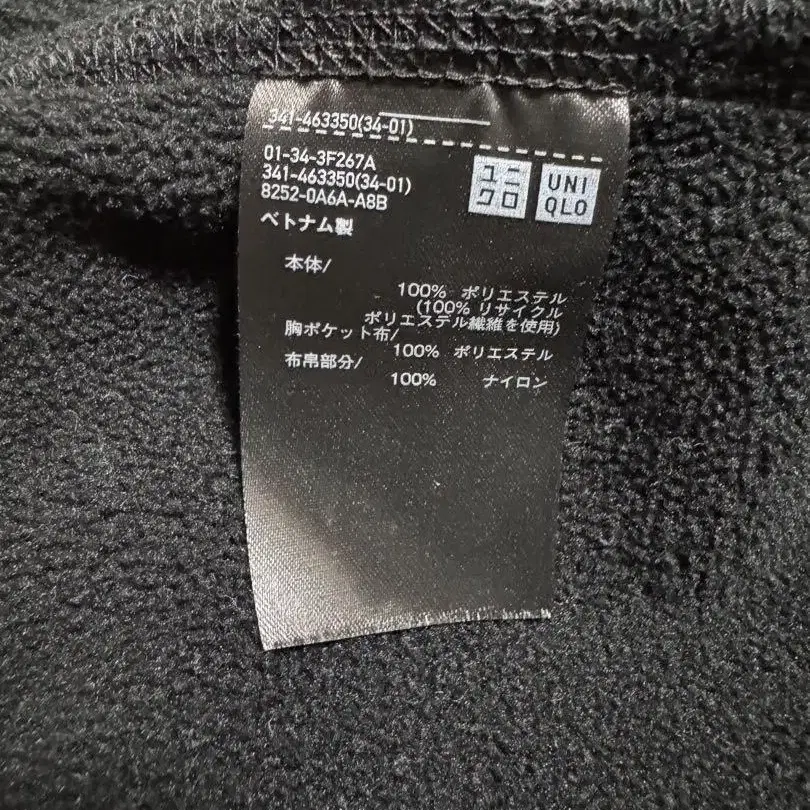 341-463350(34-01)
01-34-3F267A
341-463350(34-01)
8252-0A6A-A8B
ユニクロ
UNIQLO
ベトナム製
本体/
100% ポリエステル
(100% リサイクル
ポリエステル繊維を使用)
胸ポケット布/
100% ポリエステル
布帛部分/
100% ナイロン